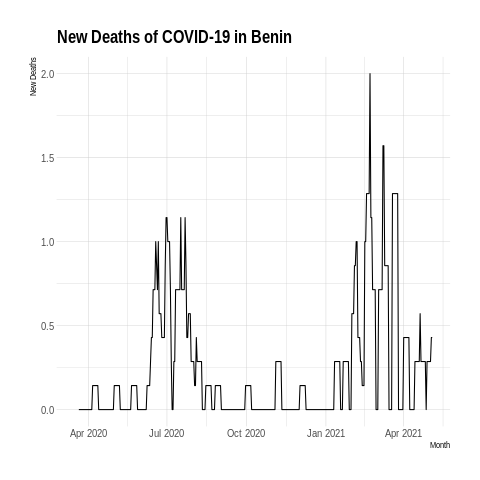 New Deaths of COVID-19 in Benin
New Deaths
2.0
1.5
1.0
0.5
0.0
Apr 2020 Jul 2020 Oct 2020 Jan 2021 Apr 2021
Month